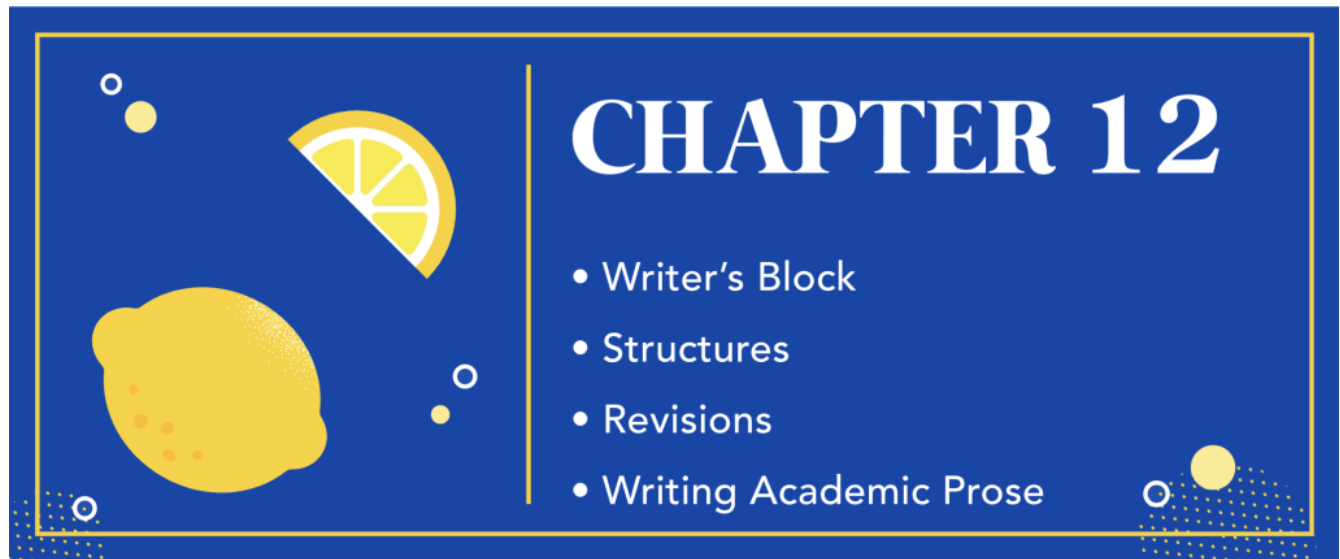 CHAPTER 12
• Writer’s Block
• Structures
• Revisions
• Writing Academic Prose